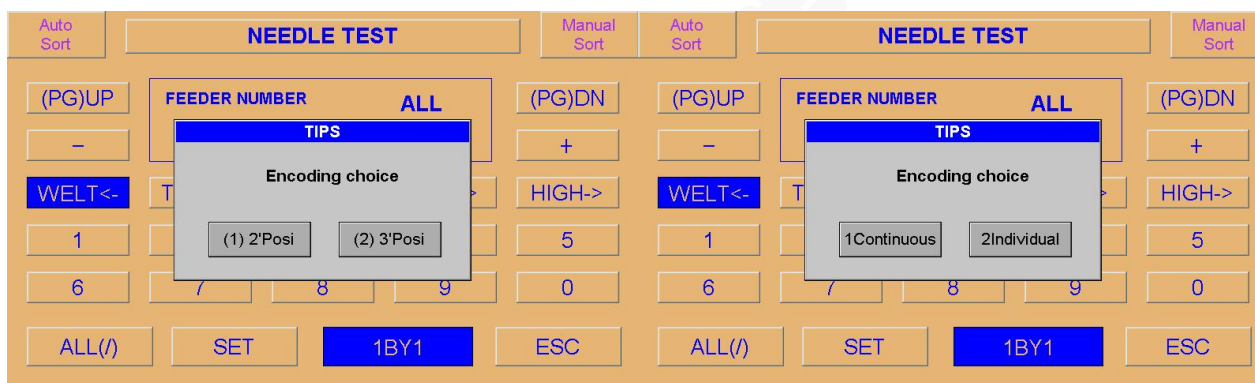 Auto
Sort
NEEDLE TEST
Manual
Sort
(PG)UP
FEEDER NUMBER ALL
(PG)DN
–
TIPS
+
Encoding choice
WELT<-
T
>
HIGH->
1
(1) 2'Posi
(2) 3'Posi
5
6
7
8
9
0
ALL(/)
SET
1BY1
ESC
Auto
Sort
NEEDLE TEST
Manual
Sort
(PG)UP
FEEDER NUMBER ALL
(PG)DN
–
TIPS
+
Encoding choice
WELT<-
T
>
HIGH->
1
1Continuous
2Individual
5
6
7
8
9
0
ALL(/)
SET
1BY1
ESC